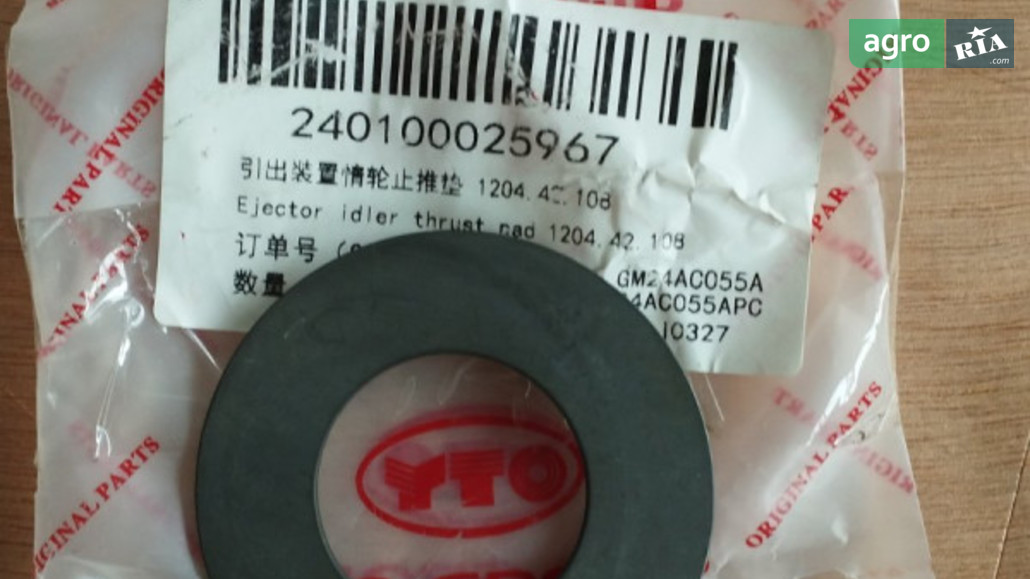 agro RIA
.com
240100025967
引出装置惰轮止推垫 1204.42.108
Ejector idler thrust pad 1204.42.108
订单号
GM24AC055A
数量
4AC055APC
10327
YTO
ORIGINAL PARTS
ORIGINAL PARTS
ORIGINAL PARTS